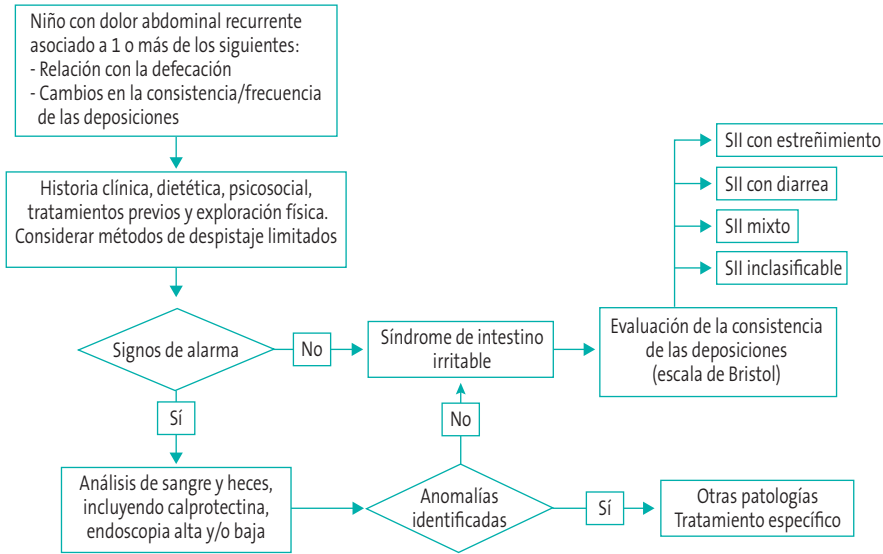 Niño con dolor abdominal recurrente
asociado a 1 o más de los siguientes:
- Relación con la defecación
- Cambios en la consistencia/frecuencia
de las deposiciones
Historia clínica, dietética, psicosocial,
tratamientos previos y exploración física.
Considerar métodos de despistaje limitados
Signos de alarma
No
Síndrome de intestino
irritable
Evaluación de la consistencia
de las deposiciones
(escala de Bristol)
SII con estreñimiento
SII con diarrea
SII mixto
SII inclasificable
Sí
Análisis de sangre y heces,
incluyendo calprotectina,
endoscopia alta y/o baja
Anomalías
identificadas
No
Sí
Otras patologías
Tratamiento específico